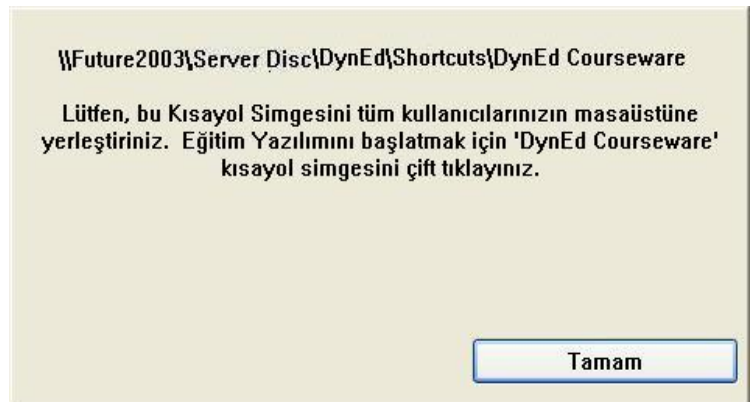 \\Future2003\Server Disc\DynEd\Shortcuts\DynEd Courseware
Lütfen, bu Kısayol Simgesini tüm kullanıcılarınızın masaüstüne
yerleştiriniz.  Eğitim Yazılımını başlatmak için 'DynEd Courseware'
kısayol simgesini çift tıklayınız.
Tamam